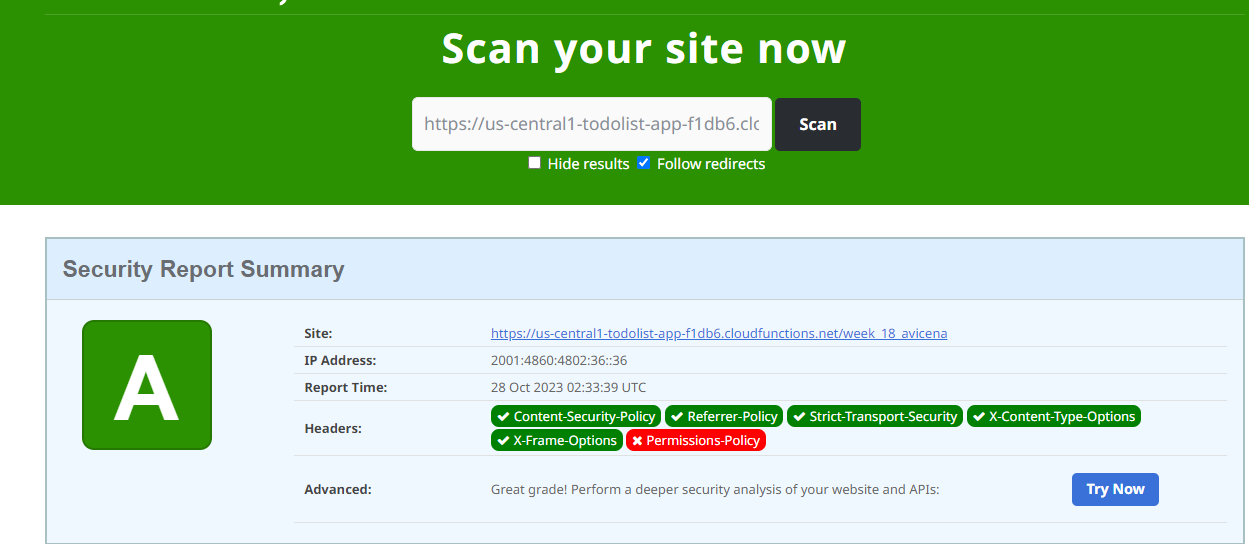 Scan your site now
https://us-central1-todolist-app-f1db6.clc
Scan
Hide results
Follow redirects
Security Report Summary
A
Site:
https://us-central1-todolist-app-f1db6.cloudfunctions.net/week_18_avicena
IP Address:
2001:4860:4802:36::36
Report Time:
28 Oct 2023 02:33:39 UTC
Headers:
Content-Security-Policy
Referrer-Policy
Strict-Transport-Security
X-Content-Type-Options
X-Frame-Options
Permissions-Policy
Advanced:
Great grade! Perform a deeper security analysis of your website and APIs:
Try Now